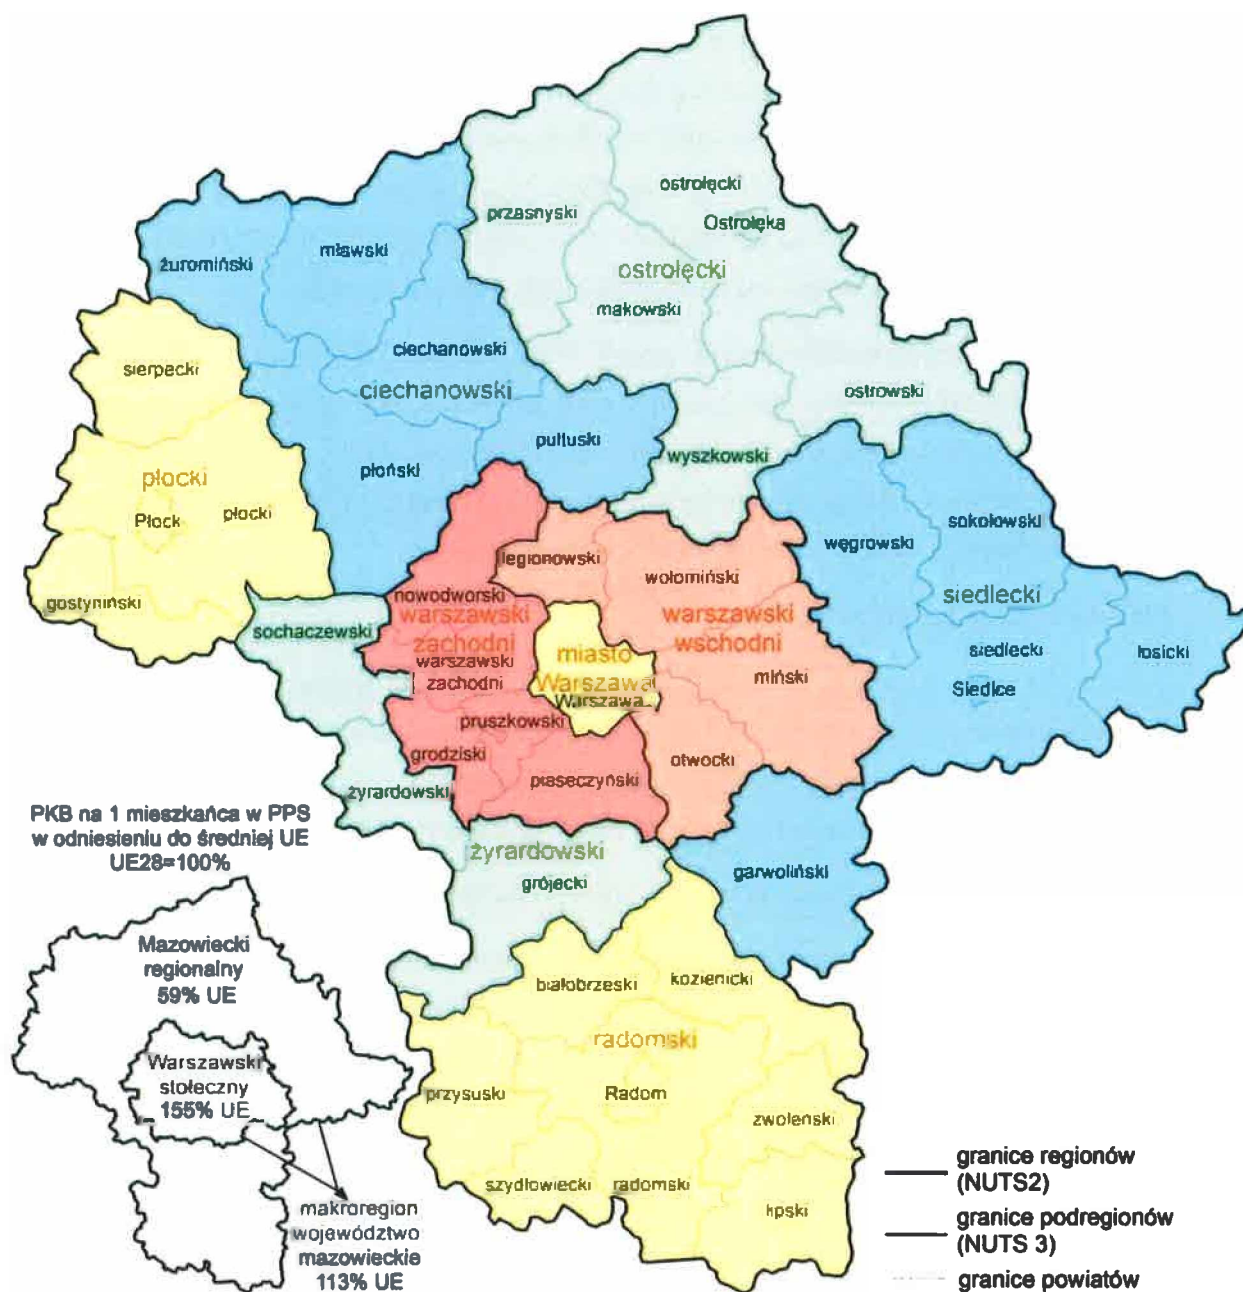 ostrołęcki
przasnyski
Ostrołęka
mławski
żuromiński
ostrołęcki
makowski
ciechanowski
sierpecki
ciechanowski
ostrowski
pułtuski
wyszkowski
płoński
płocki
Płock
płocki
sokołowski
węgrowski
legionowski
wołomiński
nowodworski
siedlecki
gostyniński
warszawski
zachodni
warszawski
wschodni
sochaczewski
miasto
Warszawa
Warszawa
warszawski
zachodni
siedlecki
łosicki
miński
Siedlce
pruszkowski
grodziski
otwocki
piaseczyński
żyrardowski
PKB na 1 mieszkańca w PPS
w odniesieniu do średniej UE
UE28=100%
żyrardowski
grójecki
garwoliński
Mazowiecki
regionalny
59% UE
białobrzeski
kozienicki
radomski
Warszawski
stołeczny
155% UE
przysuski
Radom
zwoleński
szydłowiecki
radomski
lipski
makroregion
województwo
mazowieckie
113% UE
granice regionów
(NUTS2)
granice podregionów
(NUTS 3)
granice powiatów